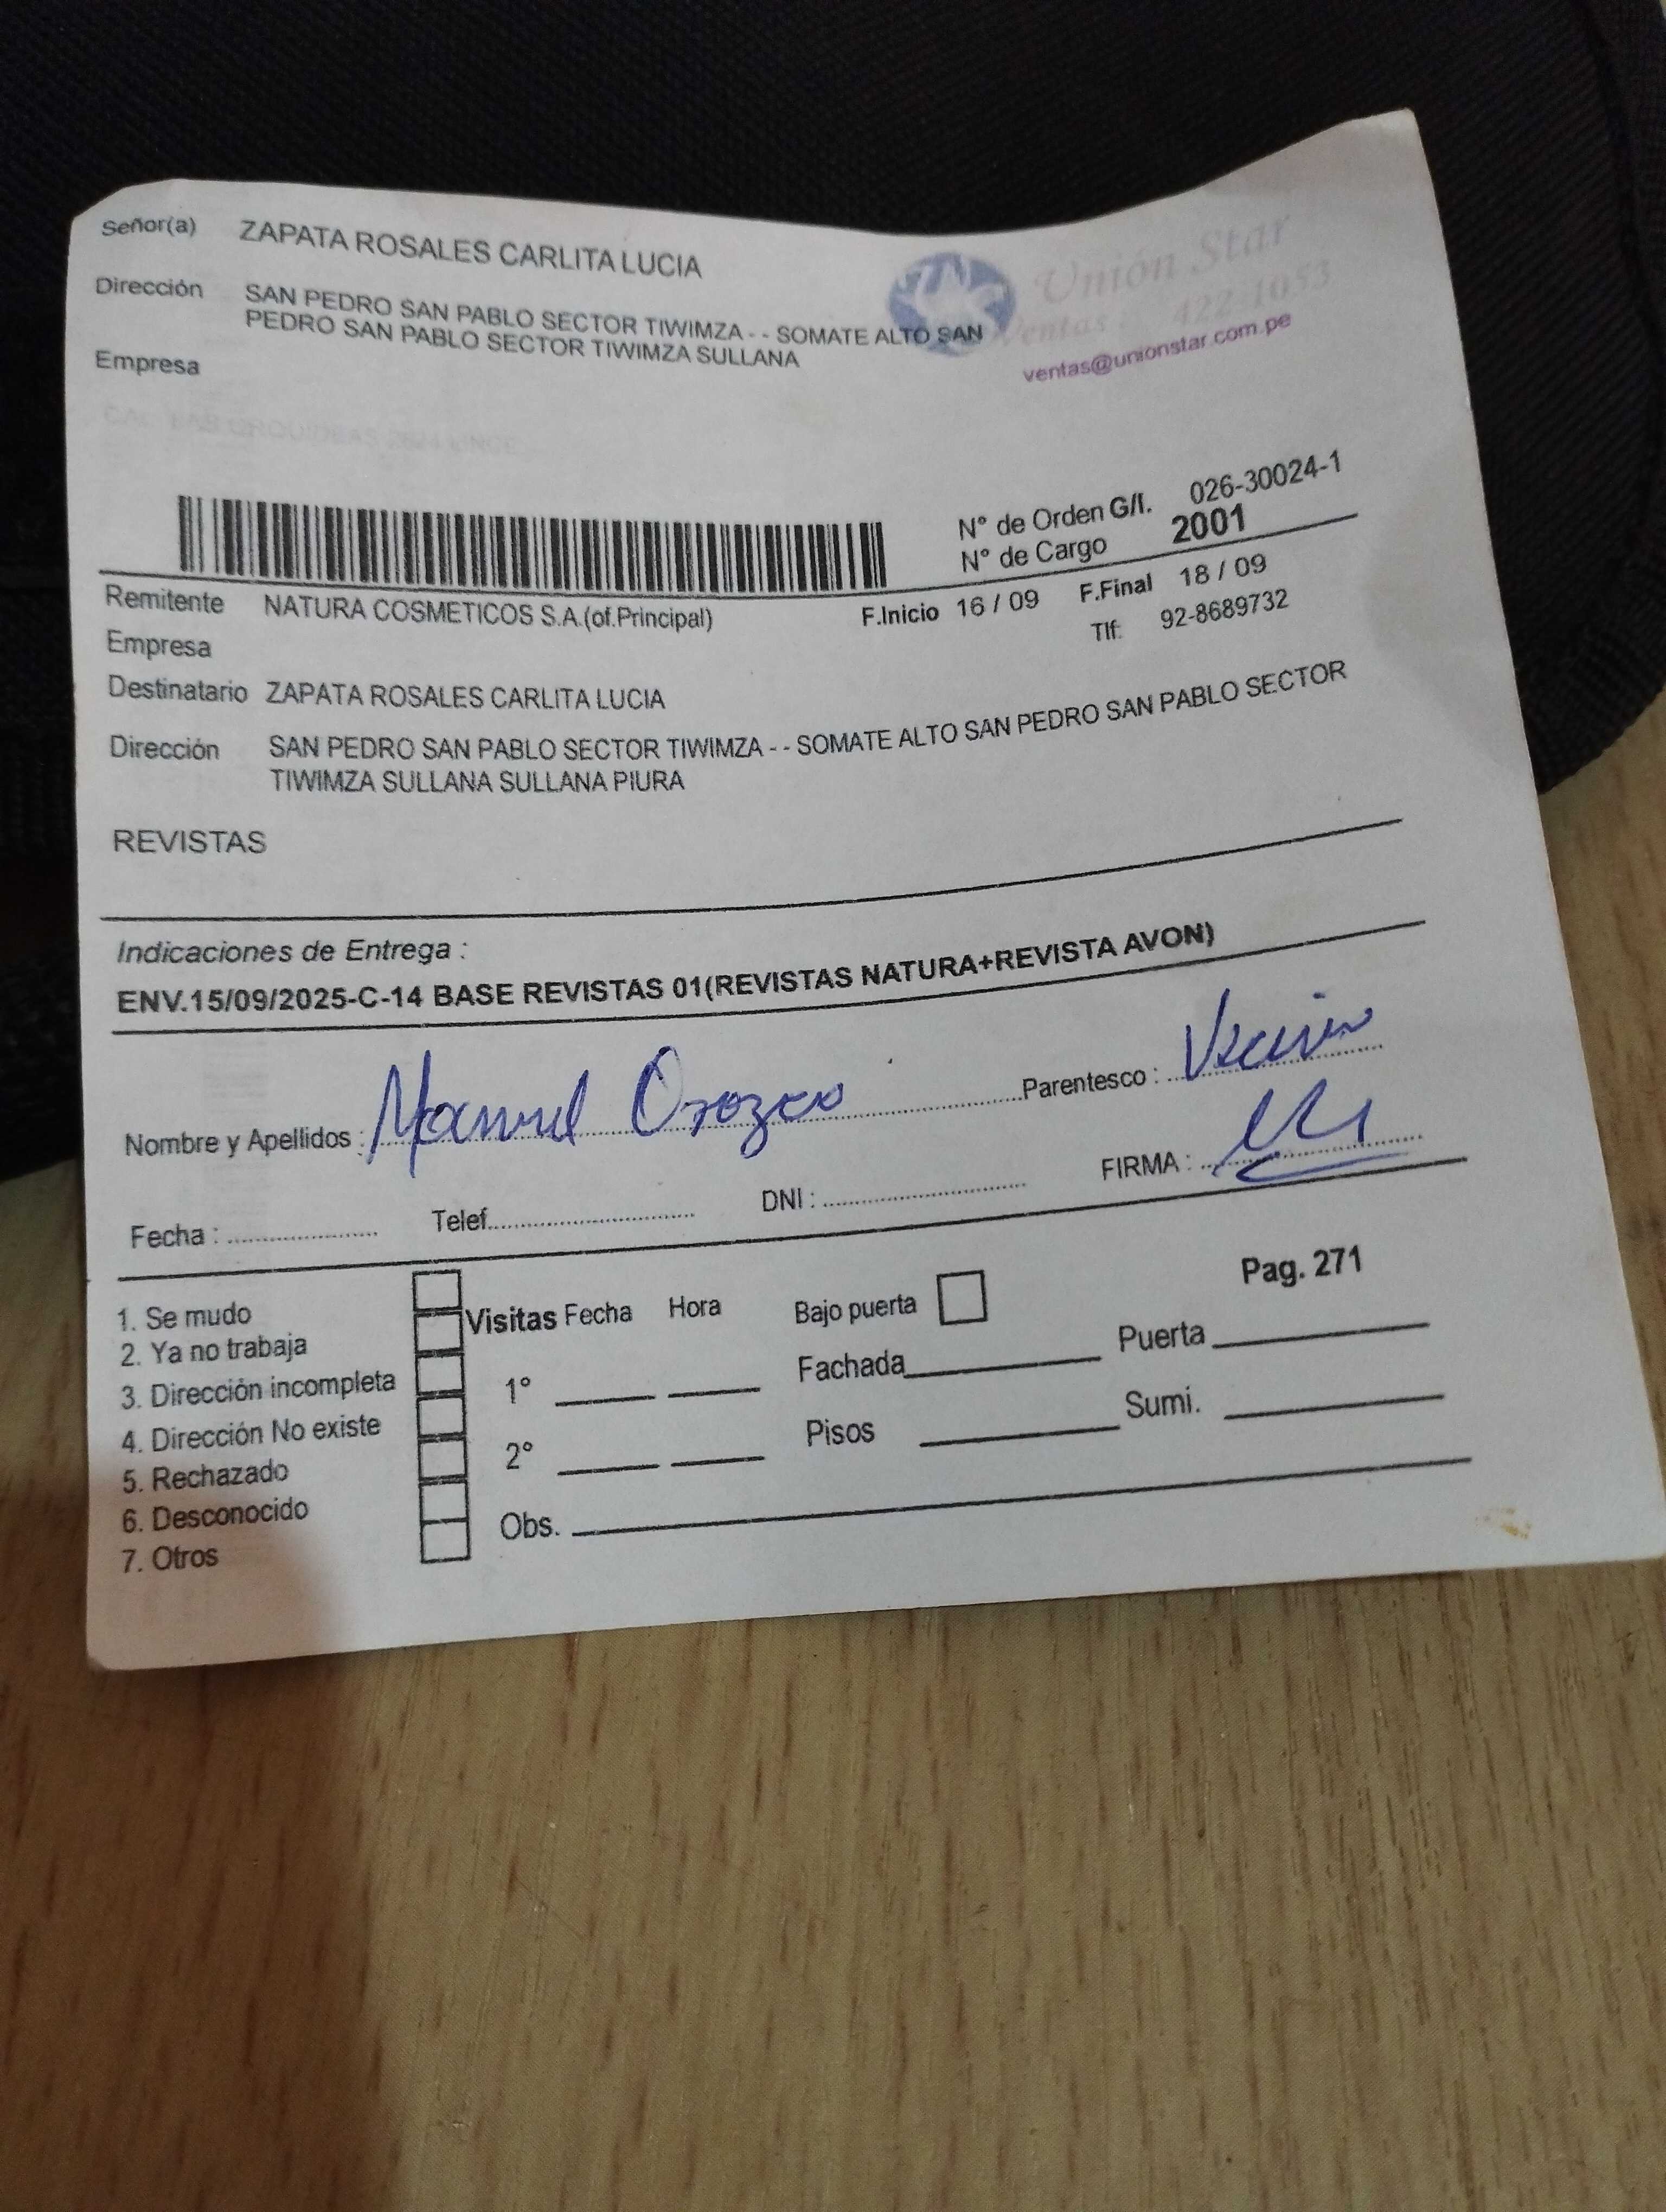 Señor(a) ZAPATA ROSALES CARLITA LUCIA
Dirección SAN PEDRO SAN PABLO SECTOR TIWIMZA - - SOMATE ALTO SAN
PEDRO SAN PABLO SECTOR TIWIMZA SULLANA
Empresa
Unión Star
Ventas 422-1053
ventas@unionstar.com.pe
N° de Orden G/I. 026-30024-1
N° de Cargo 2001
Remitente NATURA COSMETICOS S.A.(of.Principal) F.Inicio 16 / 09 F.Final 18 / 09
Empresa Tlf: 92-8689732
Destinatario ZAPATA ROSALES CARLITA LUCIA
Dirección SAN PEDRO SAN PABLO SECTOR TIWIMZA - - SOMATE ALTO SAN PEDRO SAN PABLO SECTOR
TIWIMZA SULLANA SULLANA PIURA
REVISTAS
Indicaciones de Entrega :
ENV.15/09/2025-C-14 BASE REVISTAS 01(REVISTAS NATURA+REVISTA AVON)
Nombre y Apellidos : Manuel Orozco Parentesco : Vecino
Fecha : Telef. DNI : FIRMA :
Pag. 271
1. Se mudo
2. Ya no trabaja
3. Dirección incompleta
4. Dirección No existe
5. Rechazado
6. Desconocido
7. Otros
Visitas Fecha Hora
1°
2°
Obs.
Bajo puerta
Fachada Puerta
Pisos Sumi.